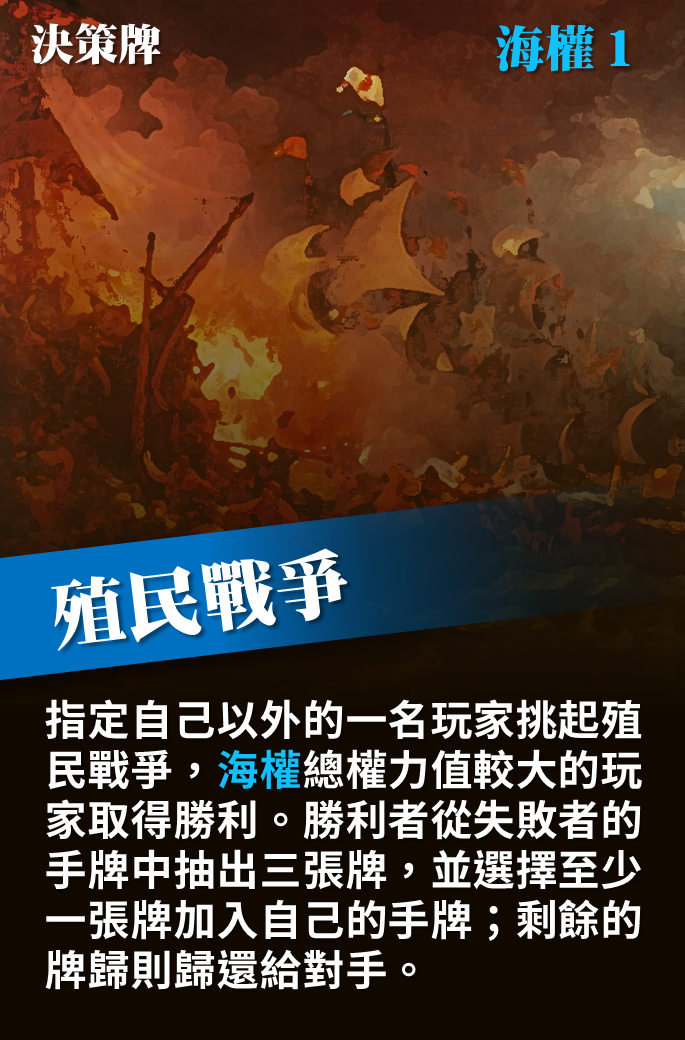 決策牌
海權 1
殖民戰爭
指定自己以外的一名玩家挑起殖
民戰爭，海權總權力值較大的玩
家取得勝利。勝利者從失敗者的
手牌中抽出三張牌，並選擇至少
一張牌加入自己的手牌；剩餘的
牌歸則歸還給對手。